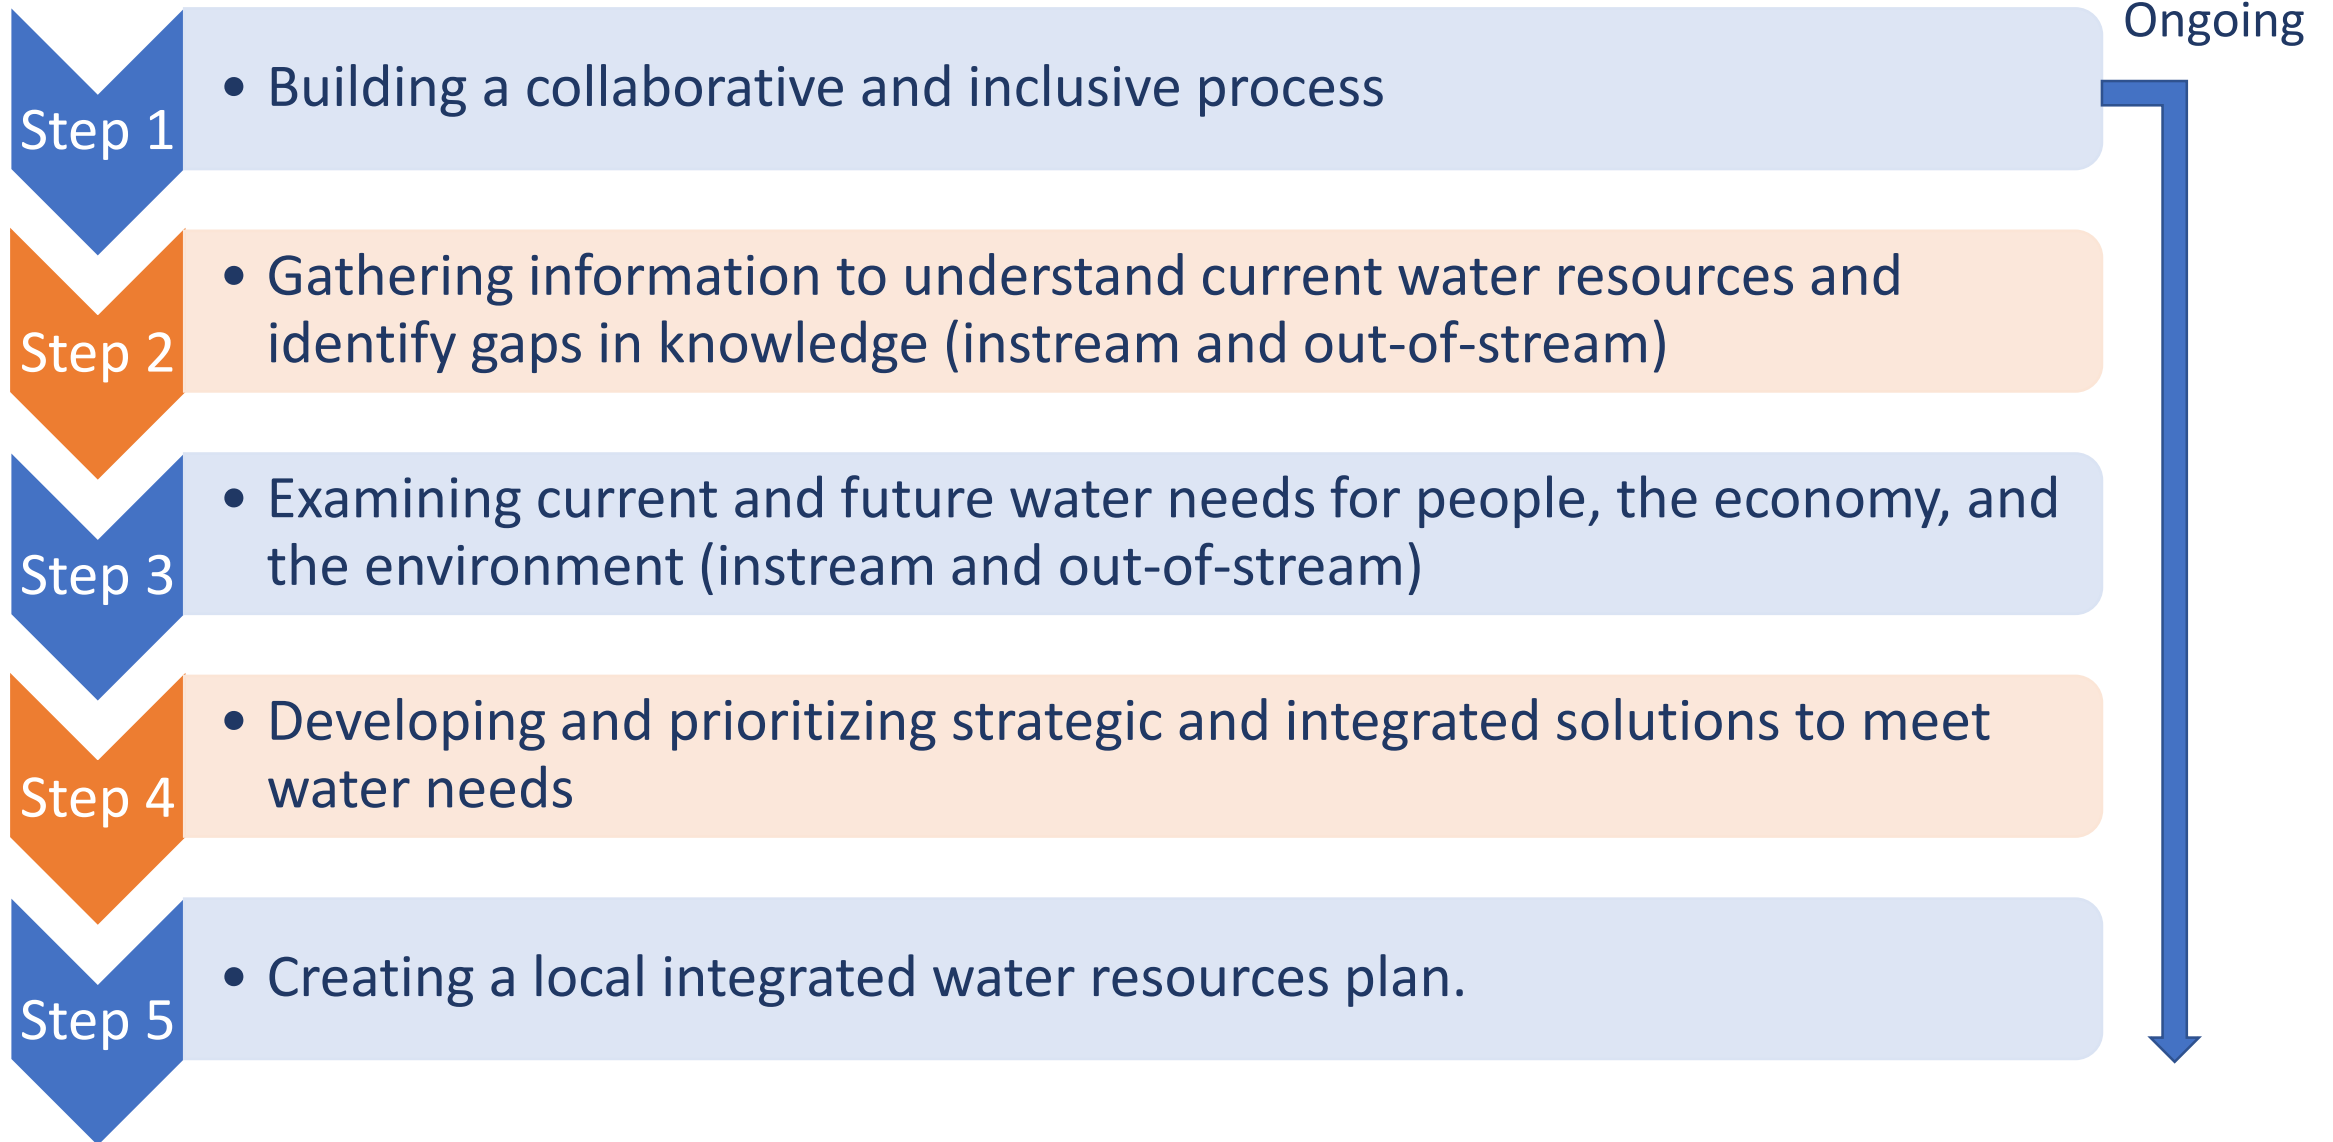 Ongoing
Step 1
• Building a collaborative and inclusive process
Step 2
• Gathering information to understand current water resources and
identify gaps in knowledge (instream and out-of-stream)
Step 3
• Examining current and future water needs for people, the economy, and
the environment (instream and out-of-stream)
Step 4
• Developing and prioritizing strategic and integrated solutions to meet
water needs
Step 5
• Creating a local integrated water resources plan.